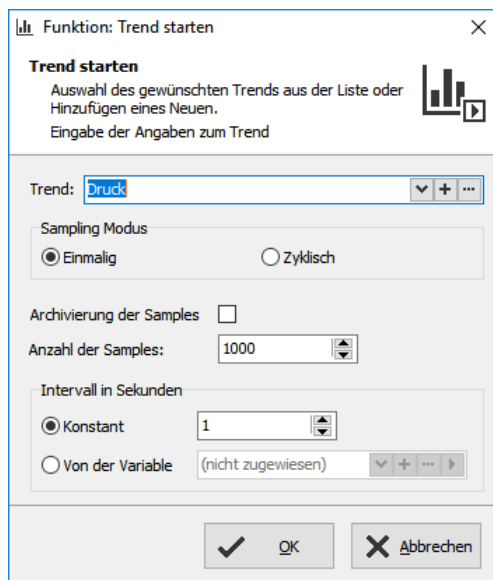 Funktion: Trend starten
Trend starten
Auswahl des gewünschten Trends aus der Liste oder
Hinzufügen eines Neuen.
Eingabe der Angaben zum Trend
Trend: Druck
Sampling Modus
Einmalig Zyklisch
Archivierung der Samples
Anzahl der Samples: 1000
Intervall in Sekunden
Konstant 1
Von der Variable (nicht zugewiesen)
OK Abbrechen